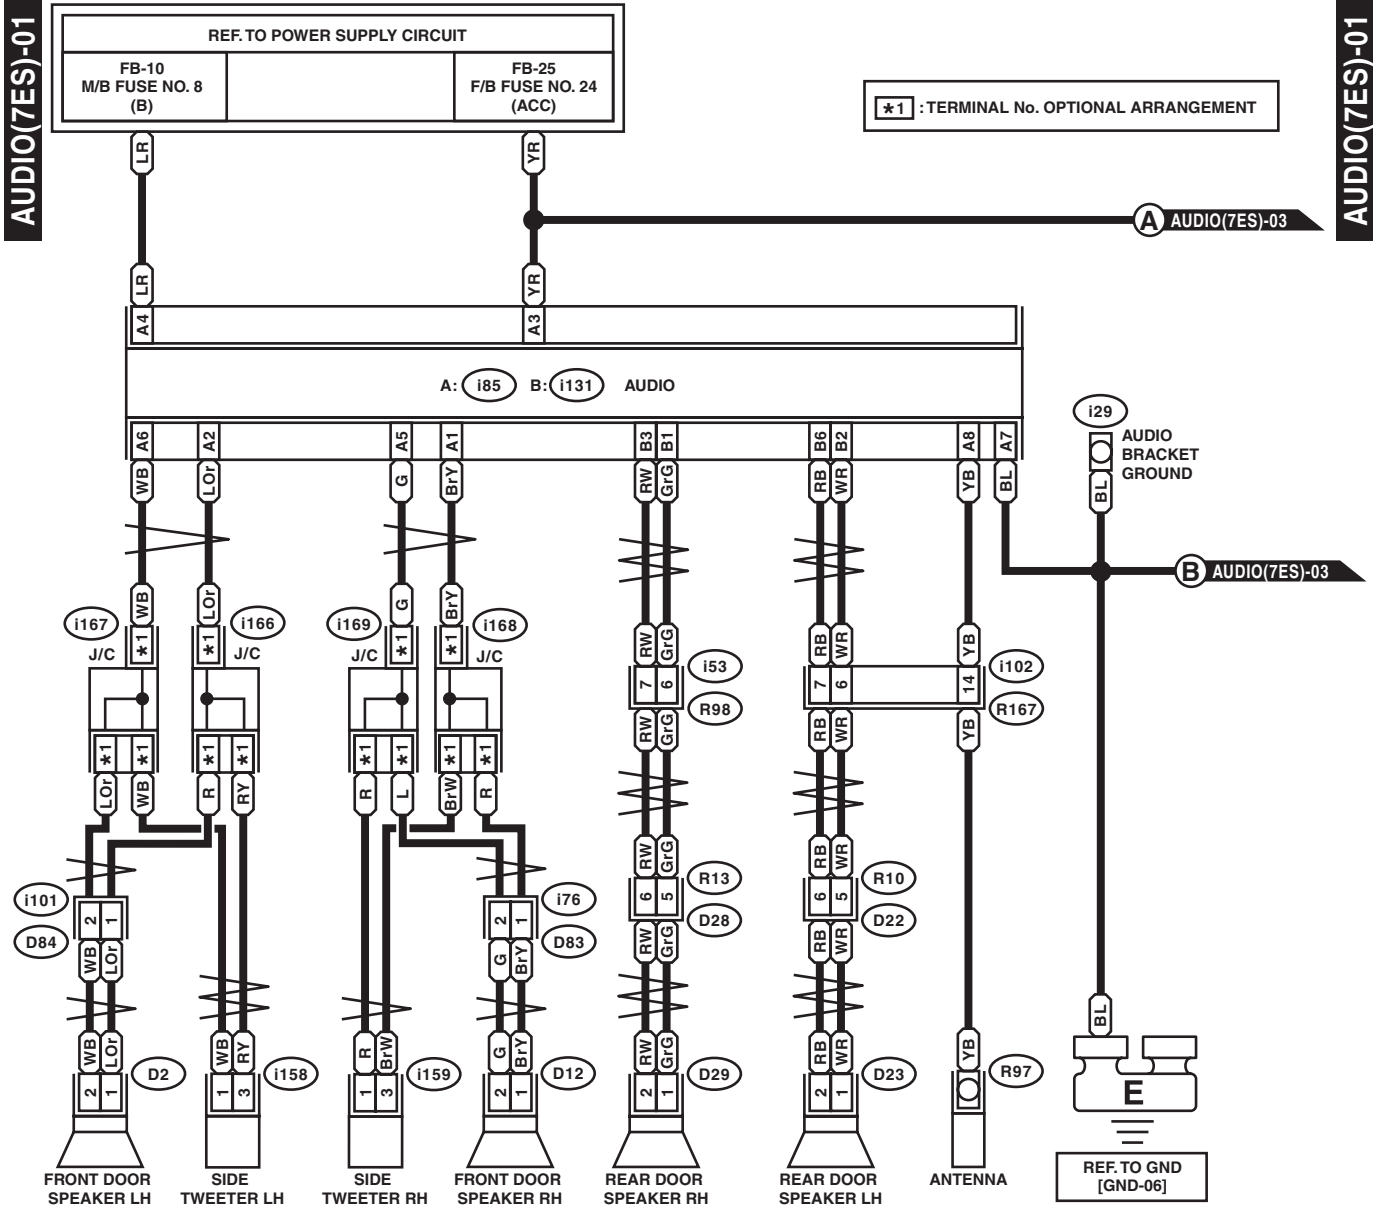 AUDIO(7ES)-01
AUDIO(7ES)-01
REF. TO POWER SUPPLY CIRCUIT
FB-10
M/B FUSE NO. 8
(B)
FB-25
F/B FUSE NO. 24
(ACC)
*1 : TERMINAL No. OPTIONAL ARRANGEMENT
LR YR
A AUDIO(7ES)-03
LR YR
A4 A3
A: i85 B: i131 AUDIO
i29
AUDIO
BRACKET
GROUND
A6 A2 A5 A1 B3 B1 B6 B2 A8 A7
WB LOr G BrY RW GrG RB WR YB BL BL
B AUDIO(7ES)-03
WB LOr G BrY
i167 *1 *1 i166 i169 *1 *1 i168
J/C J/C J/C J/C
RW GrG RB WR YB
7 6 i53 7 6 14 i102
R98 R167
RW GrG RB WR YB
*1 *1 *1 *1 *1 *1 *1 *1
LOr WB R RY R L BrW R
RW GrG RB WR
i101 2 1 2 1 i76 6 5 R13 6 5 R10
D84 D83 D28 D22
WB LOr G BrY RW GrG RB WR
BL
WB LOr WB RY R BrW G BrY RW GrG RB WR YB
2 1 D2 1 3 i158 1 3 i159 2 1 D12 2 1 D29 2 1 D23 R97
E
FRONT DOOR
SPEAKER LH
SIDE
TWEETER LH
SIDE
TWEETER RH
FRONT DOOR
SPEAKER RH
REAR DOOR
SPEAKER RH
REAR DOOR
SPEAKER LH
ANTENNA
REF. TO GND
[GND-06]